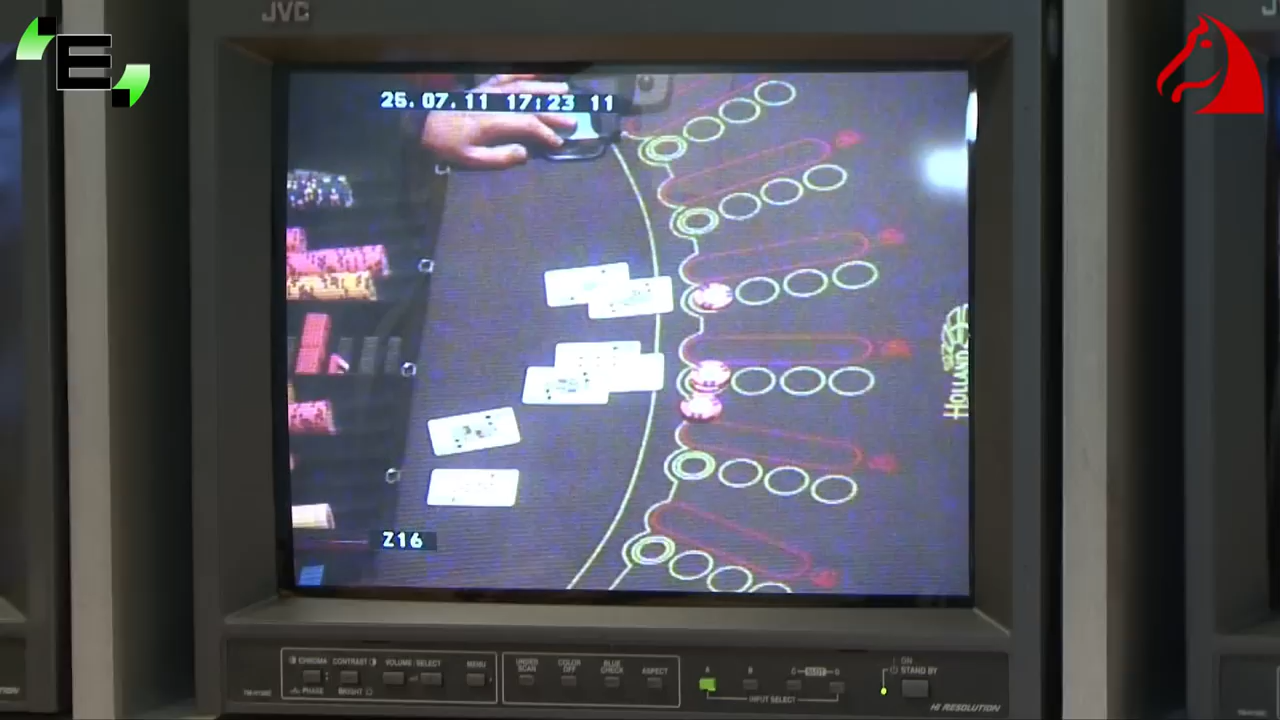 JVC
E
25.07.11 17:23 11
HOLLAND
Z16
CHROMA CONTRAST VOLUME/SELECT MENU
PHASE BRIGHT
UNDER SCAN
COLOR OFF
BLUE CHECK
ASPECT
A B C SLOT D
INPUT SELECT
ON
STAND BY
HI RESOLUTION